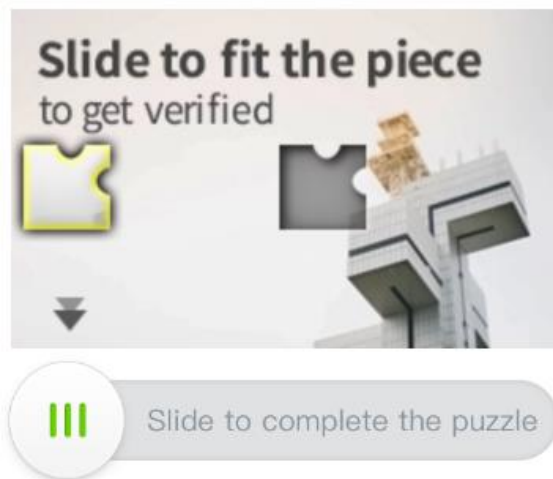 Slide to fit the piece
to get verified
Slide to complete the puzzle